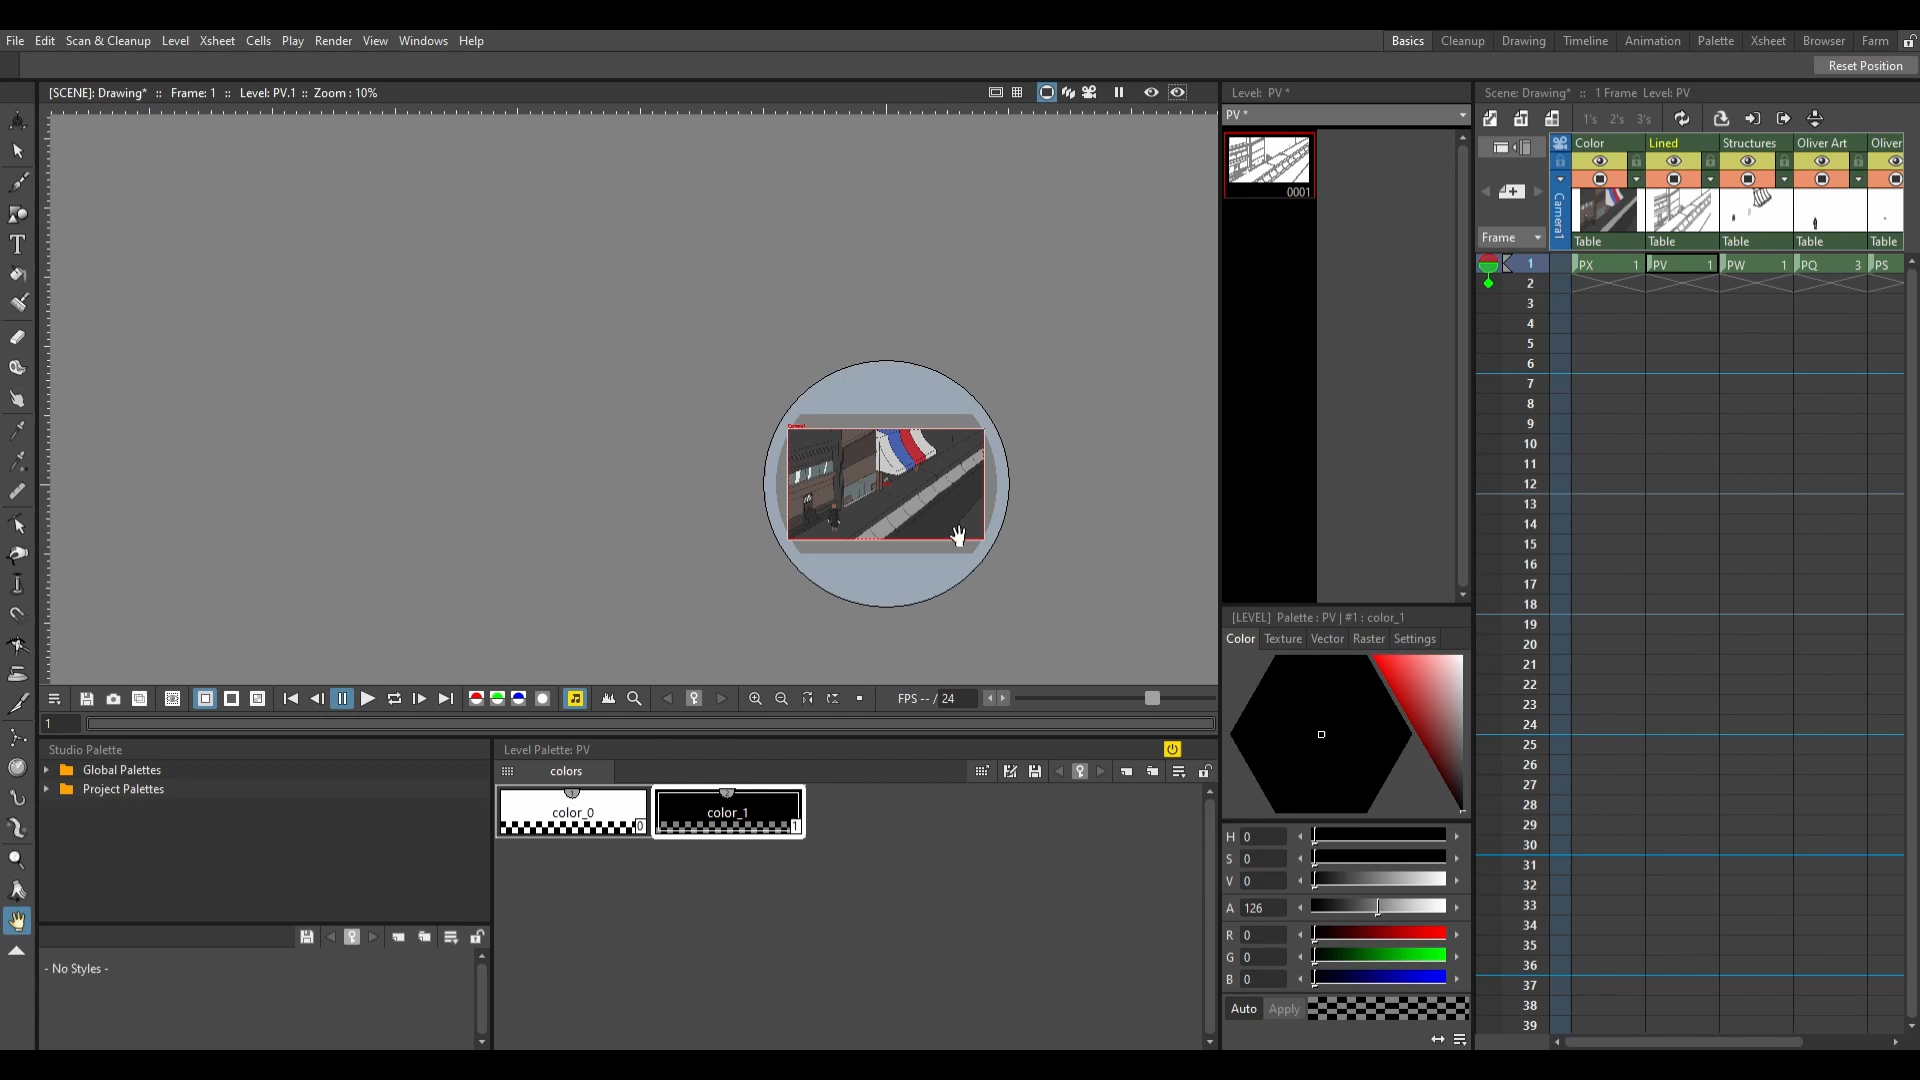 File Edit Scan & Cleanup Level Xsheet Cells Play Render View Windows Help
Basics Cleanup Drawing Timeline Animation Palette Xsheet Browser Farm
Reset Position
[SCENE]: Drawing* :: Frame: 1 :: Level: PV.1 :: Zoom : 10%
Level: PV *
Scene: Drawing* :: 1 Frame Level: PV
PV *
1's 2's 3's
Color Lined Structures Oliver Art Oliver
0001
Camera1
Frame
Table Table Table Table Table
1 PX 1 PV 1 PW 1 PQ 3 PS
2
3
4
5
6
7
8
9
10
11
12
13
14
15
16
17
18
19
20
21
22
23
24
25
26
27
28
29
30
31
32
33
34
35
36
37
38
39
[LEVEL] Palette : PV | #1 : color_1
Color Texture Vector Raster Settings
FPS -- / 24
1
Studio Palette
Global Palettes
Project Palettes
Level Palette: PV
colors
1 2
color_0 color_1
0 1
H 0
S 0
V 0
A 126
R 0
G 0
B 0
Auto Apply
- No Styles -